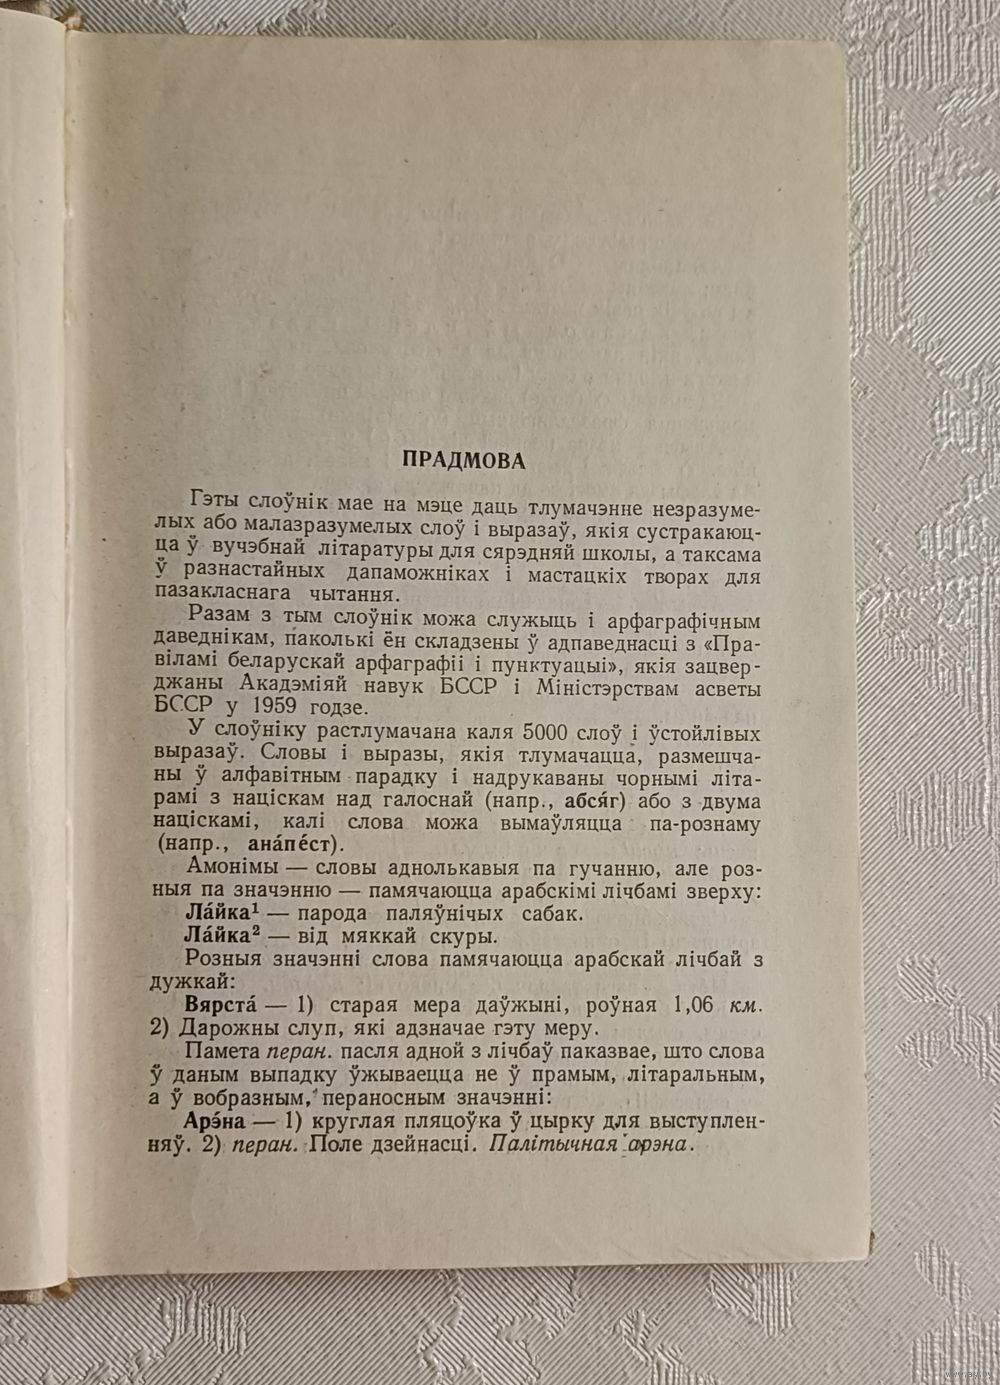 ПРАДМОВА
Гэты слоўнік мае на мэце даць тлумачэнне незразуме-
лых або малазразумелых слоў і выразаў, якія сустракаюц-
ца ў вучэбнай літаратуры для сярэдняй школы, а таксама
ў разнастайных дапаможніках і мастацкіх творах для
пазакласнага чытання.
Разам з тым слоўнік можа служыць і арфаграфічным
даведнікам, паколькі ён складзены ў адпаведнасці з «Пра-
віламі беларускай арфаграфіі і пунктуацыі», якія зацвер-
джаны Акадэміяй навук БССР і Міністэрствам асветы
БССР у 1959 годзе.
У слоўніку растлумачана каля 5000 слоў і ўстойлівых
выразаў. Словы і выразы, якія тлумачацца, размешча-
ны ў алфавітным парадку і надрукаваны чорнымі літа-
рамі з націскам над галоснай (напр., абся́г) або з двума
націскамі, калі слова можа вымаўляцца па-рознаму
(напр., ана́пе́ст).
Амонімы — словы аднолькавыя па гучанню, але роз-
ныя па значэнню — памячаюцца арабскімі лічбамі зверху:
Ла́йка¹ — парода паляўнічых сабак.
Ла́йка² — від мяккай скуры.
Розныя значэнні слова памячаюцца арабскай лічбай з
дужкай:
Вярста́ — 1) старая мера даўжыні, роўная 1,06 км.
2) Дарожны слуп, які адзначае гэту меру.
Памета перан. пасля адной з лічбаў паказвае, што слова
ў даным выпадку ўжываецца не ў прамым, літаральным,
а ў вобразным, пераносным значэнні:
Арэ́на — 1) круглая пляцоўка ў цырку для выступлен-
няў. 2) перан. Поле дзейнасці. Палітычная арэна.